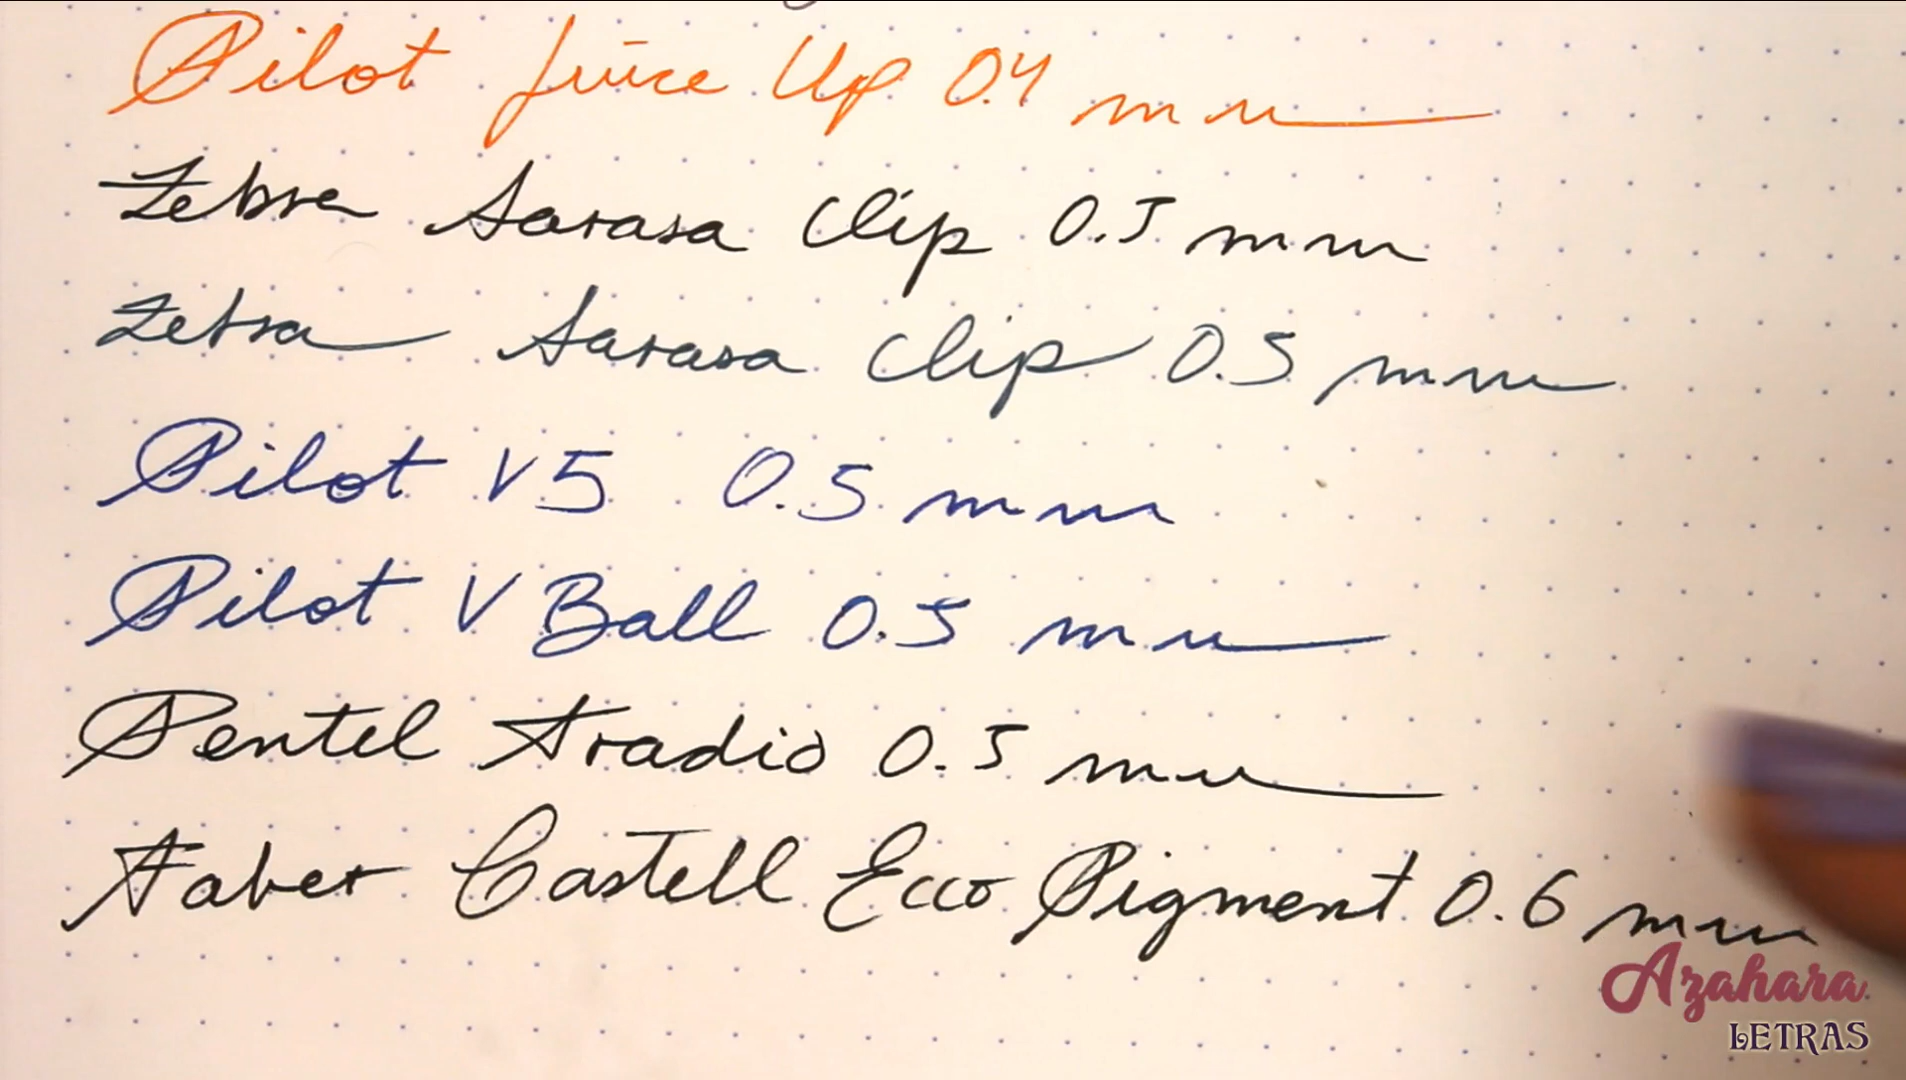 Pilot Juice Up 0.4 mm
Zebra Sarasa Clip 0.5 mm
Zebra Sarasa Clip 0.5 mm
Pilot V5 0.5 mm
Pilot V Ball 0.5 mm
Pentel Tradio 0.5 mm
Faber Castell Ecco Pigment 0.6 mm
Azahara
LETRAS